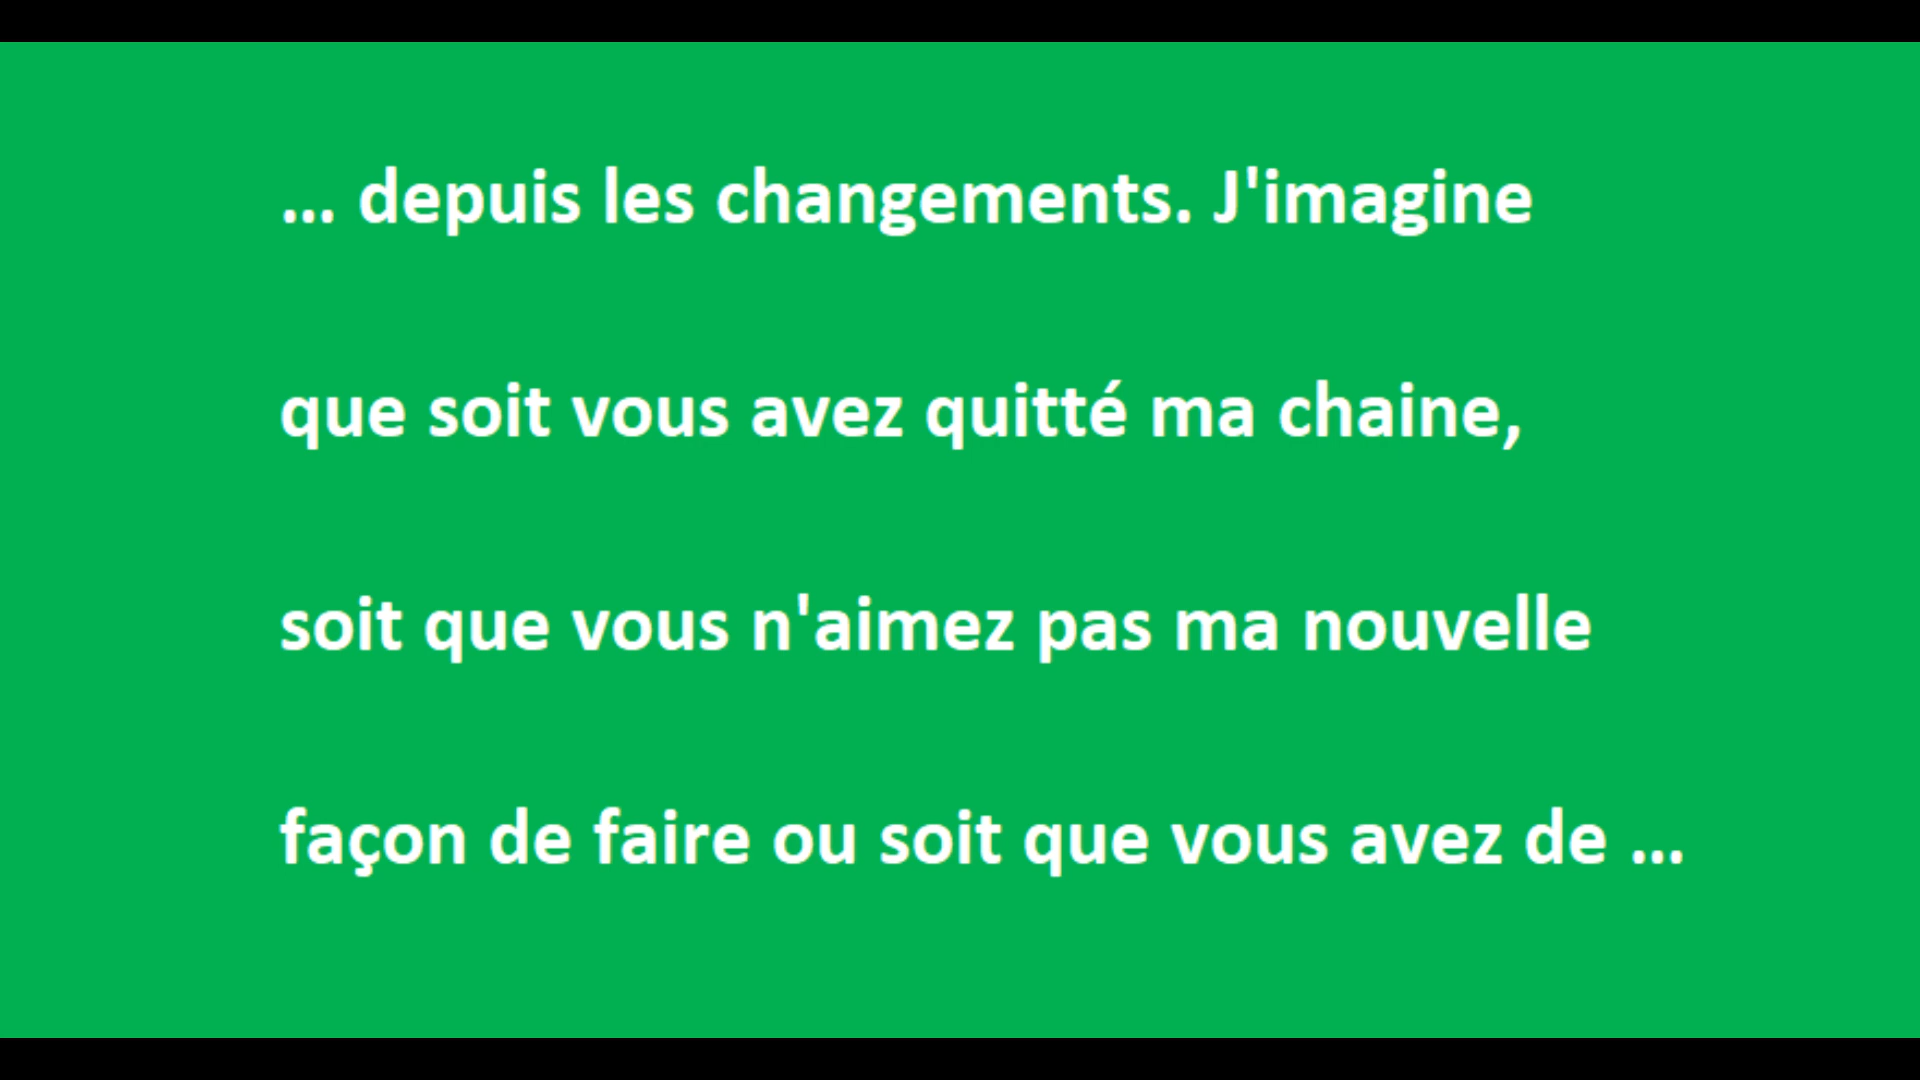 ... depuis les changements. J'imagine
que soit vous avez quitté ma chaine,
soit que vous n'aimez pas ma nouvelle
façon de faire ou soit que vous avez de ...